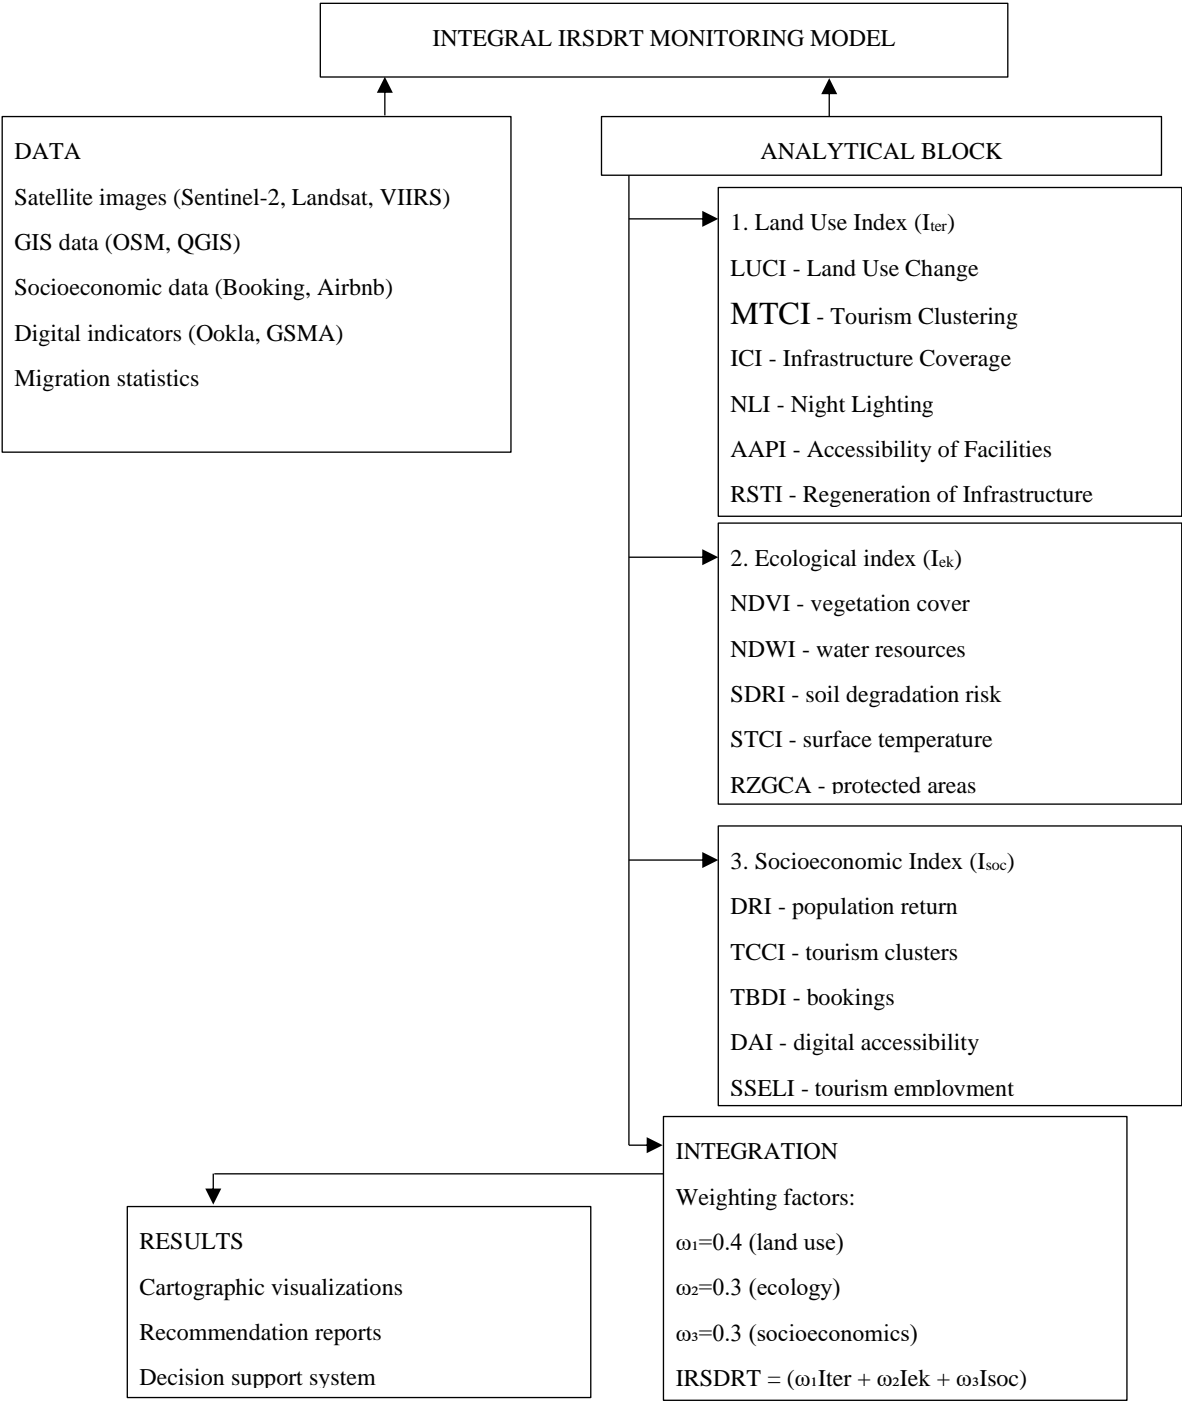 INTEGRAL IRSDRT MONITORING MODEL
DATA
Satellite images (Sentinel-2, Landsat, VIIRS)
GIS data (OSM, QGIS)
Socioeconomic data (Booking, Airbnb)
Digital indicators (Ookla, GSMA)
Migration statistics
ANALYTICAL BLOCK
1. Land Use Index (Iter)
LUCI - Land Use Change
MTCI - Tourism Clustering
ICI - Infrastructure Coverage
NLI - Night Lighting
AAPI - Accessibility of Facilities
RSTI - Regeneration of Infrastructure
2. Ecological index (Iek)
NDVI - vegetation cover
NDWI - water resources
SDRI - soil degradation risk
STCI - surface temperature
RZGCA - protected areas
3. Socioeconomic Index (Isoc)
DRI - population return
TCCI - tourism clusters
TBDI - bookings
DAI - digital accessibility
SSELI - tourism employment
INTEGRATION
Weighting factors:
ω₁=0.4 (land use)
ω₂=0.3 (ecology)
ω₃=0.3 (socioeconomics)
IRSDRT = (ω₁Iter + ω₂Iek + ω₃Isoc)
RESULTS
Cartographic visualizations
Recommendation reports
Decision support system